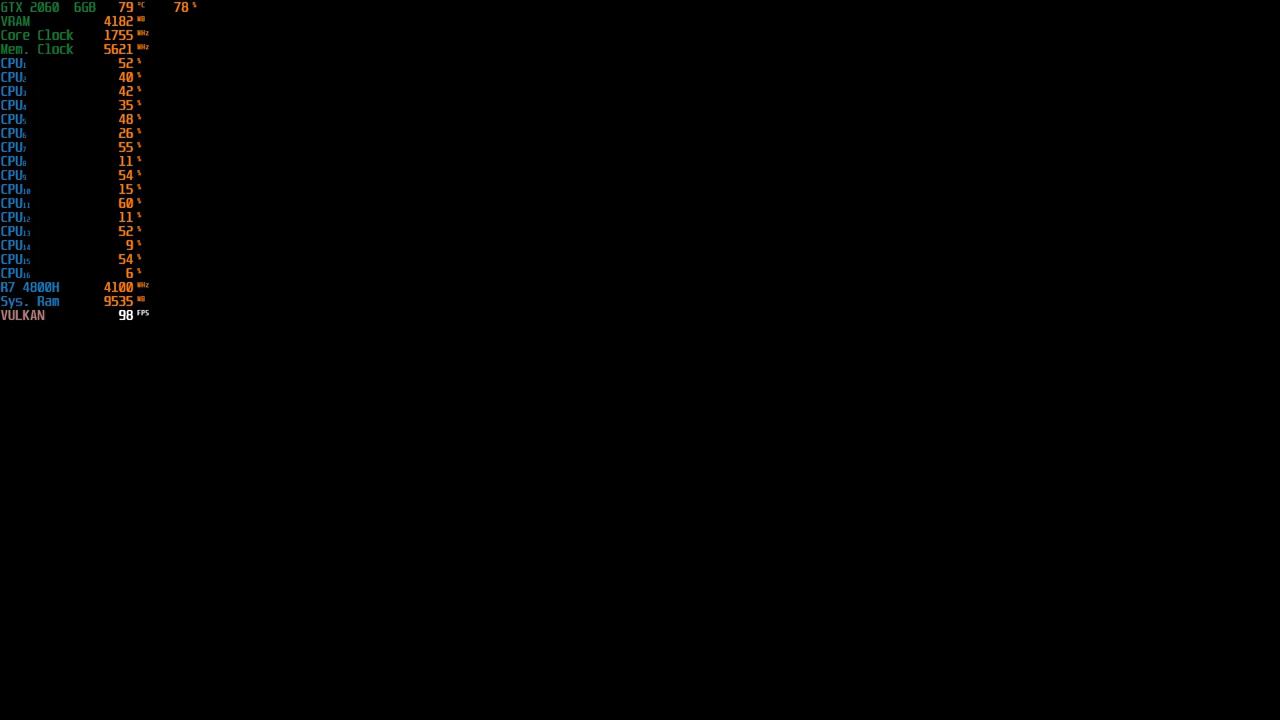 GTX 2060 6GB 79 °C 78 %
VRAM 4182 MB
Core Clock 1755 MHz
Mem. Clock 5621 MHz
CPU1 52 %
CPU2 40 %
CPU3 42 %
CPU4 35 %
CPU5 48 %
CPU6 26 %
CPU7 55 %
CPU8 11 %
CPU9 54 %
CPU10 15 %
CPU11 60 %
CPU12 11 %
CPU13 52 %
CPU14 9 %
CPU15 54 %
CPU16 6 %
R7 4800H 4100 MHz
Sys. Ram 9535 MB
VULKAN 98 FPS